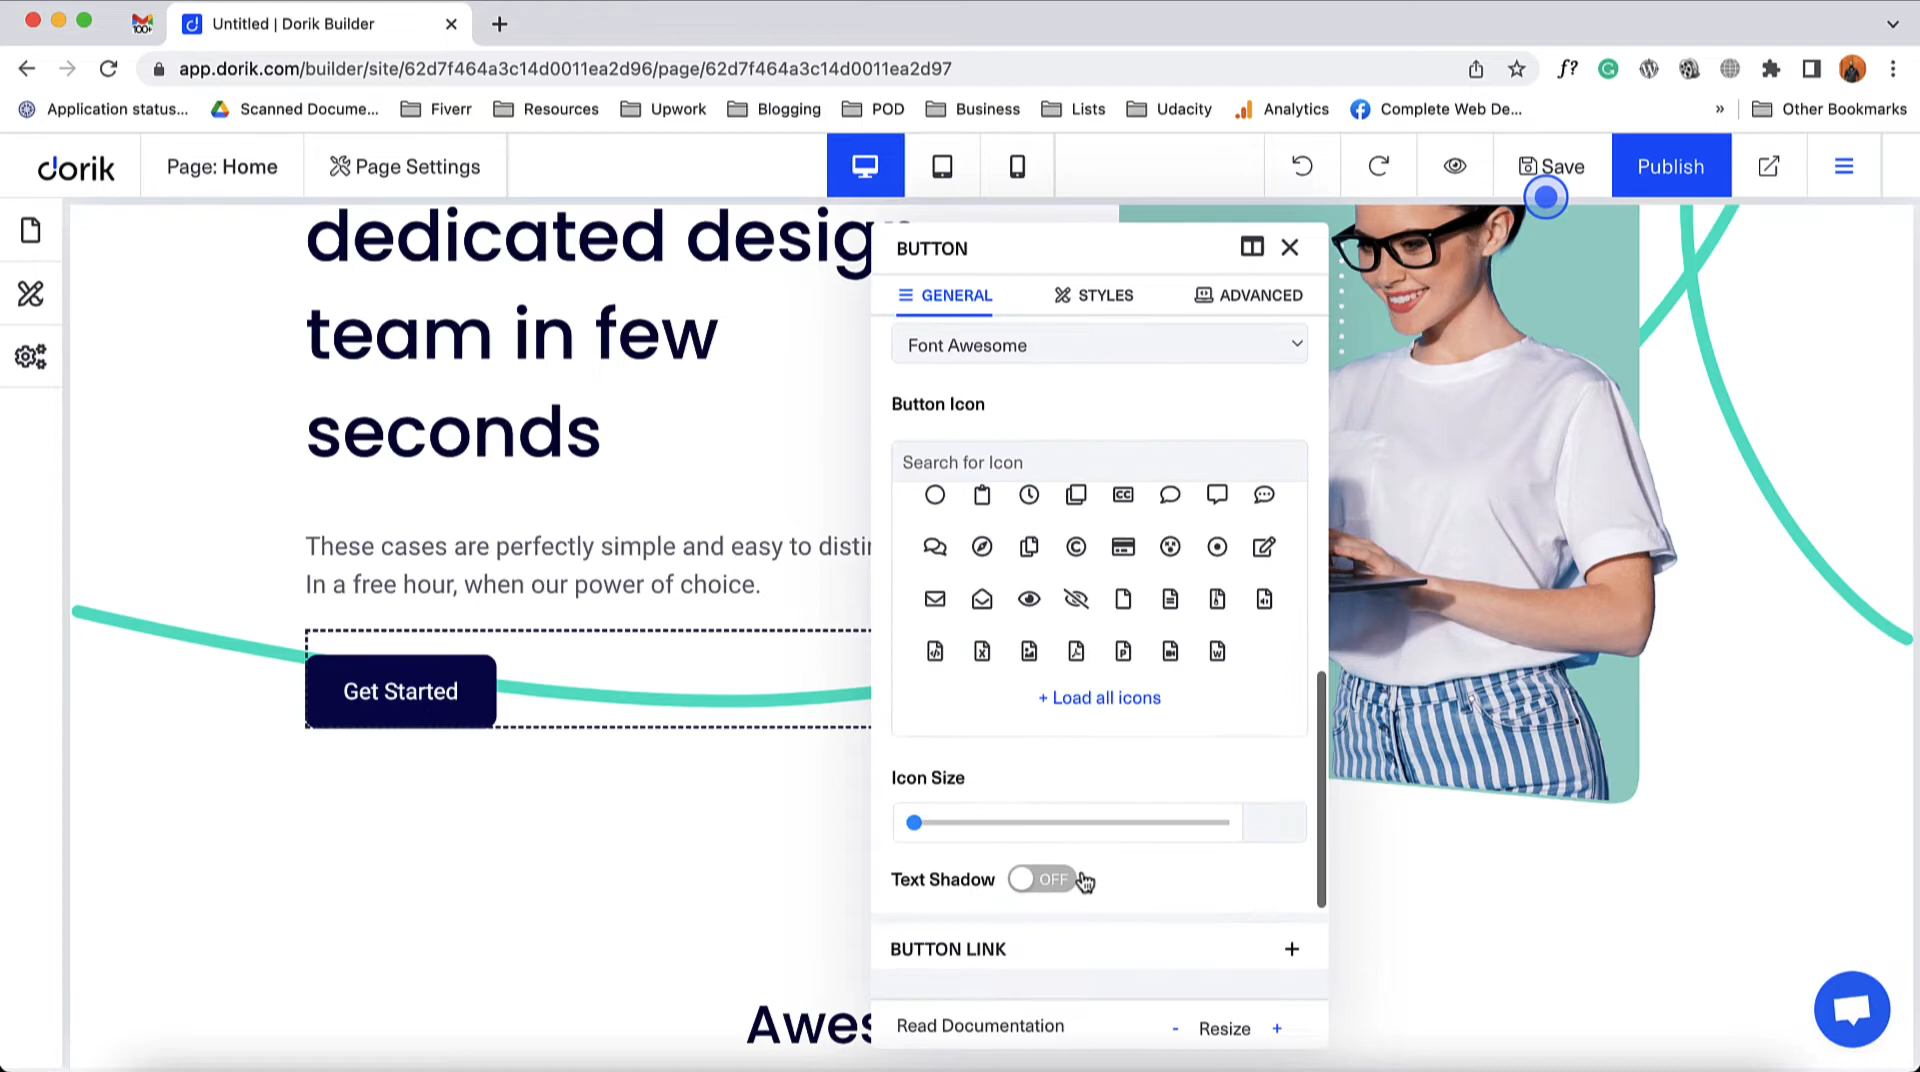 100+
Untitled | Dorik Builder
app.dorik.com/builder/site/62d7f464a3c14d0011ea2d96/page/62d7f464a3c14d0011ea2d97
f?
Application status...
Scanned Docume...
Fiverr
Resources
Upwork
Blogging
POD
Business
Lists
Udacity
Analytics
Complete Web De...
»
Other Bookmarks
dorik
Page: Home
Page Settings
Save
Publish
dedicated desig
team in few
seconds
These cases are perfectly simple and easy to distin
In a free hour, when our power of choice.
Get Started
Awes
BUTTON
GENERAL
STYLES
ADVANCED
Font Awesome
Button Icon
Search for Icon
+ Load all icons
Icon Size
Text Shadow
OFF
BUTTON LINK
+
Read Documentation
- Resize +